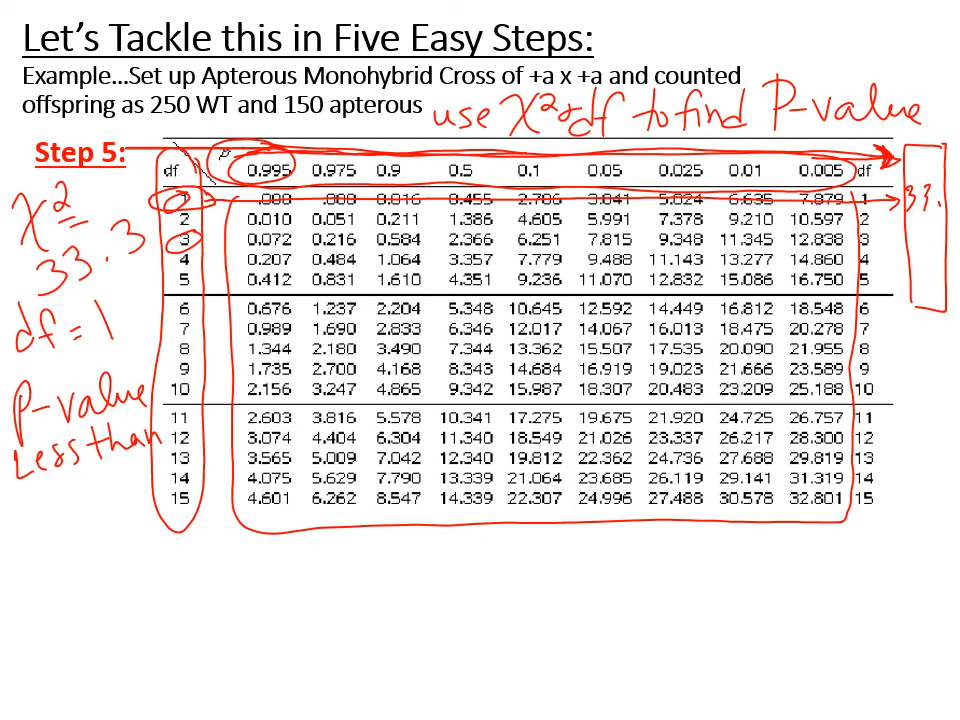 Let's Tackle this in Five Easy Steps:
Example...Set up Apterous Monohybrid Cross of +a x +a and counted
offspring as 250 WT and 150 apterous
use X2 & df to find P-value
Step 5:
P
df 0.995 0.975 0.9 0.5 0.1 0.05 0.025 0.01 0.005 df
1 .000 .000 0.016 0.455 2.706 3.841 5.024 6.635 7.879 1 33.
2 0.010 0.051 0.211 1.386 4.605 5.991 7.378 9.210 10.597 2
3 0.072 0.216 0.584 2.366 6.251 7.815 9.348 11.345 12.838 3
4 0.207 0.484 1.064 3.357 7.779 9.488 11.143 13.277 14.860 4
5 0.412 0.831 1.610 4.351 9.236 11.070 12.832 15.086 16.750 5
6 0.676 1.237 2.204 5.348 10.645 12.592 14.449 16.812 18.548 6
7 0.989 1.690 2.833 6.346 12.017 14.067 16.013 18.475 20.278 7
8 1.344 2.180 3.490 7.344 13.362 15.507 17.535 20.090 21.955 8
9 1.735 2.700 4.168 8.343 14.684 16.919 19.023 21.666 23.589 9
10 2.156 3.247 4.865 9.342 15.987 18.307 20.483 23.209 25.188 10
11 2.603 3.816 5.578 10.341 17.275 19.675 21.920 24.725 26.757 11
12 3.074 4.404 6.304 11.340 18.549 21.026 23.337 26.217 28.300 12
13 3.565 5.009 7.042 12.340 19.812 22.362 24.736 27.688 29.819 13
14 4.075 5.629 7.790 13.339 21.064 23.685 26.119 29.141 31.319 14
15 4.601 6.262 8.547 14.339 22.307 24.996 27.488 30.578 32.801 15
X2
33.3
df = 1
P-value
Less than